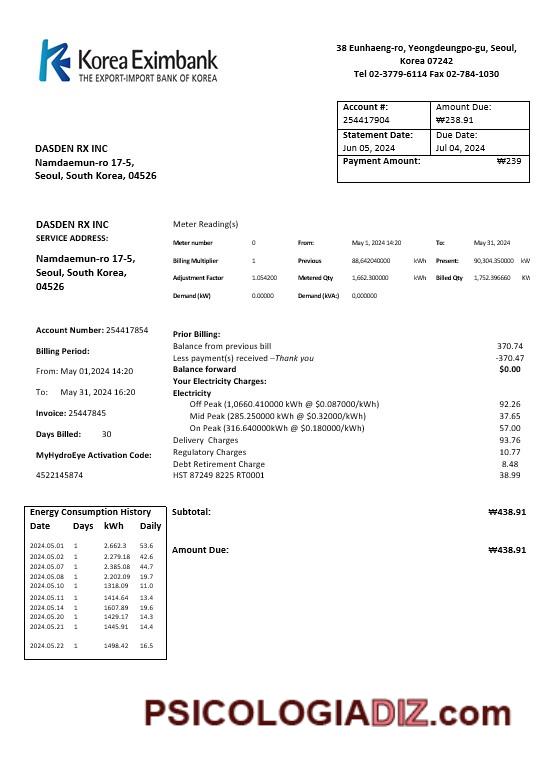 Korea Eximbank
THE EXPORT-IMPORT BANK OF KOREA
38 Eunhaeng-ro, Yeongdeungpo-gu, Seoul,
Korea 07242
Tel 02-3779-6114 Fax 02-784-1030
Account #: Amount Due:
254417904 ₩238.91
Statement Date: Due Date:
Jun 05, 2024 Jul 04, 2024
Payment Amount: ₩239
DASDEN RX INC
Namdaemun-ro 17-5,
Seoul, South Korea, 04526
DASDEN RX INC
SERVICE ADDRESS:
Namdaemun-ro 17-5,
Seoul, South Korea,
04526
Meter Reading(s)
Meter number 0 From: May 1, 2024 14:20 To: May 31, 2024
Billing Multiplier 1 Previous 88,642040000 kWh Present: 90,304.350000 kW
Adjustment Factor 1.054200 Metered Qty 1,662.300000 kWh Billed Qty 1,752.396660 kW
Demand (kW) 0.00000 Demand (kVA:) 0,000000
Account Number: 254417854
Billing Period:
From: May 01,2024 14:20
To: May 31, 2024 16:20
Invoice: 25447845
Days Billed: 30
MyHydroEye Activation Code:
4522145874
Prior Billing:
Balance from previous bill 370.74
Less payment(s) received –Thank you -370.47
Balance forward $0.00
Your Electricity Charges:
Electricity
Off Peak (1,0660.410000 kWh @ $0.087000/kWh) 92.26
Mid Peak (285.250000 kWh @ $0.32000/kWh) 37.65
On Peak (316.640000kWh @ $0.180000/kWh) 57.00
Delivery Charges 93.76
Regulatory Charges 10.77
Debt Retirement Charge 8.48
HST 87249 8225 RT0001 38.99
Energy Consumption History
Date Days kWh Daily
2024.05.01 1 2.662.3 53.6
2024.05.02 1 2.279.18 42.6
2024.05.07 1 2.385.08 44.7
2024.05.08 1 2.202.09 19.7
2024.05.10 1 1318.09 11.0
2024.05.11 1 1414.64 13.4
2024.05.14 1 1607.89 19.6
2024.05.20 1 1429.17 14.3
2024.05.21 1 1445.91 14.4
2024.05.22 1 1498.42 16.5
Subtotal: ₩438.91
Amount Due: ₩438.91
PSICOLOGIADIZ.com